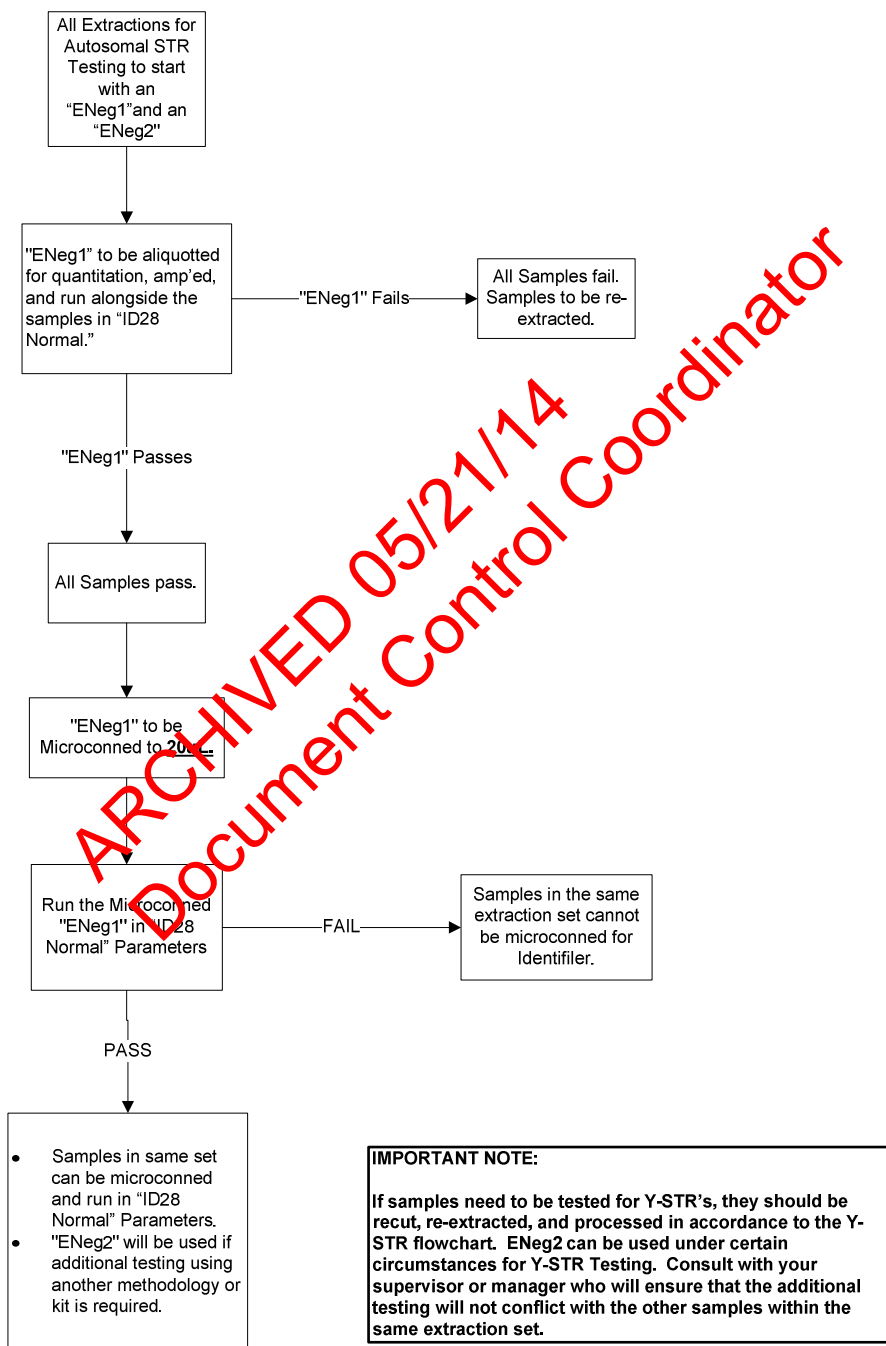 All Extractions for
Autosomal STR
Testing to start
with an
“ENeg1”and an
“ENeg2"
"ENeg1” to be aliquotted
for quantitation, amp’ed,
and run alongside the
samples in “ID28
Normal.”
"ENeg1" Fails
All Samples fail.
Samples to be re-
extracted.
"ENeg1" Passes
All Samples pass.
"ENeg1" to be
Microconned to 20uL.
Run the Microconned
"ENeg1" in “ID28
Normal” Parameters
FAIL
Samples in the same
extraction set cannot
be microconned for
Identifiler.
PASS
• Samples in same set
can be microconned
and run in “ID28
Normal” Parameters.
• "ENeg2" will be used if
additional testing using
another methodology or
kit is required.
IMPORTANT NOTE:
If samples need to be tested for Y-STR’s, they should be
recut, re-extracted, and processed in accordance to the Y-
STR flowchart. ENeg2 can be used under certain
circumstances for Y-STR Testing. Consult with your
supervisor or manager who will ensure that the additional
testing will not conflict with the other samples within the
same extraction set.
ARCHIVED 05/21/14
Document Control Coordinator